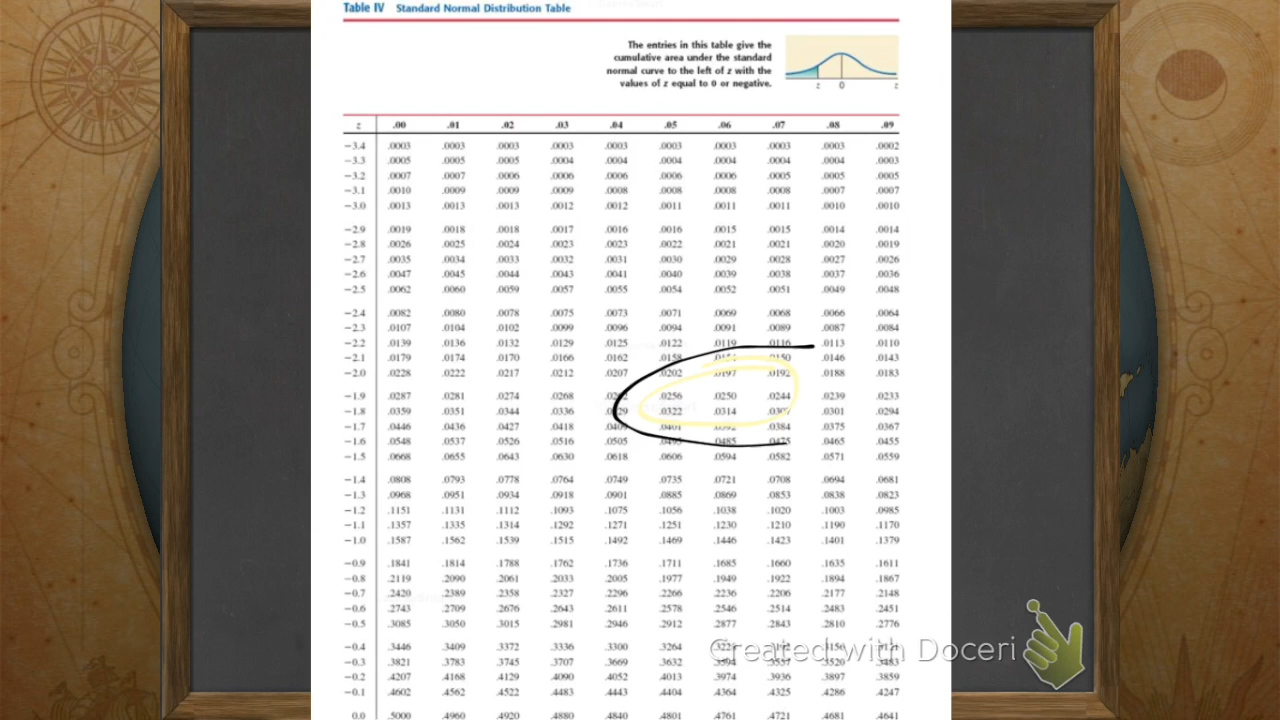 Table IV Standard Normal Distribution Table
The entries in this table give the
cumulative area under the standard
normal curve to the left of z with the
values of z equal to 0 or negative.
z 0 z
z .00 .01 .02 .03 .04 .05 .06 .07 .08 .09
−3.4 .0003 .0003 .0003 .0003 .0003 .0003 .0003 .0003 .0003 .0002
−3.3 .0005 .0005 .0005 .0004 .0004 .0004 .0004 .0004 .0004 .0003
−3.2 .0007 .0007 .0006 .0006 .0006 .0006 .0006 .0005 .0005 .0005
−3.1 .0010 .0009 .0009 .0009 .0008 .0008 .0008 .0008 .0007 .0007
−3.0 .0013 .0013 .0013 .0012 .0012 .0011 .0011 .0011 .0010 .0010
−2.9 .0019 .0018 .0018 .0017 .0016 .0016 .0015 .0015 .0014 .0014
−2.8 .0026 .0025 .0024 .0023 .0023 .0022 .0021 .0021 .0020 .0019
−2.7 .0035 .0034 .0033 .0032 .0031 .0030 .0029 .0028 .0027 .0026
−2.6 .0047 .0045 .0044 .0043 .0041 .0040 .0039 .0038 .0037 .0036
−2.5 .0062 .0060 .0059 .0057 .0055 .0054 .0052 .0051 .0049 .0048
−2.4 .0082 .0080 .0078 .0075 .0073 .0071 .0069 .0068 .0066 .0064
−2.3 .0107 .0104 .0102 .0099 .0096 .0094 .0091 .0089 .0087 .0084
−2.2 .0139 .0136 .0132 .0129 .0125 .0122 .0119 .0116 .0113 .0110
−2.1 .0179 .0174 .0170 .0166 .0162 .0158 .0150 .0146 .0143
−2.0 .0228 .0222 .0217 .0212 .0207 .0202 .0197 .0192 .0188 .0183
−1.9 .0287 .0281 .0274 .0268 .0256 .0250 .0244 .0239 .0233
−1.8 .0359 .0351 .0344 .0336 .0322 .0314 .0301 .0294
−1.7 .0446 .0436 .0427 .0418 .0409 .0401 .0384 .0375 .0367
−1.6 .0548 .0537 .0526 .0516 .0505 .0495 .0485 .0475 .0465 .0455
−1.5 .0668 .0655 .0643 .0630 .0618 .0606 .0594 .0582 .0571 .0559
−1.4 .0808 .0793 .0778 .0764 .0749 .0735 .0721 .0708 .0694 .0681
−1.3 .0968 .0951 .0934 .0918 .0901 .0885 .0869 .0853 .0838 .0823
−1.2 .1151 .1131 .1112 .1093 .1075 .1056 .1038 .1020 .1003 .0985
−1.1 .1357 .1335 .1314 .1292 .1271 .1251 .1230 .1210 .1190 .1170
−1.0 .1587 .1562 .1539 .1515 .1492 .1469 .1446 .1423 .1401 .1379
−0.9 .1841 .1814 .1788 .1762 .1736 .1711 .1685 .1660 .1635 .1611
−0.8 .2119 .2090 .2061 .2033 .2005 .1977 .1949 .1922 .1894 .1867
−0.7 .2420 .2389 .2358 .2327 .2296 .2266 .2236 .2206 .2177 .2148
−0.6 .2743 .2709 .2676 .2643 .2611 .2578 .2546 .2514 .2483 .2451
−0.5 .3085 .3050 .3015 .2981 .2946 .2912 .2877 .2843 .2810 .2776
−0.4 .3446 .3409 .3372 .3336 .3300 .3264
−0.3 .3821 .3783 .3745 .3707 .3669 .3632 .3594 .3557 .3520 .3483
−0.2 .4207 .4168 .4129 .4090 .4052 .4013 .3974 .3936 .3897 .3859
−0.1 .4602 .4562 .4522 .4483 .4443 .4404 .4364 .4325 .4286 .4247
0.0 .5000 .4960 .4920 .4880 .4840 .4801 .4761 .4721 .4681 .4641
Created with Doceri